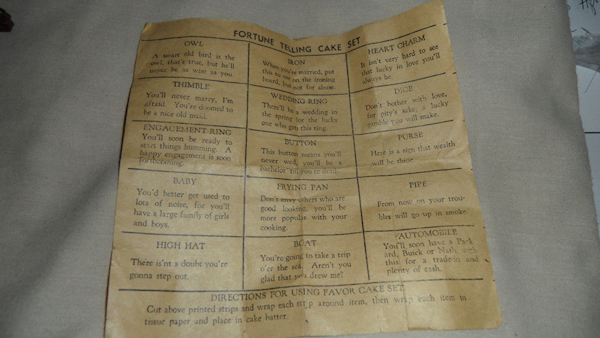 FORTUNE TELLING CAKE SET
OWL
A smart old bird is the
owl, that's true, but he'll
never be as wise as you.
IRON
When you're married, put
this to use on the ironing
board, but not for abuse.
HEART CHARM
It isn't very hard to see
that lucky in love you'll
always be.
THIMBLE
You'll never marry, I'm
afraid. You're doomed to
be a nice old maid.
WEDDING RING
There'll be a wedding in
the spring for the lucky
one who gets this ring.
DICE
Don't bother with love,
for pity's sake; a lucky
gamble you will make.
ENGAGEMENT RING
You'll soon be ready to
start things humming. A
happy engagement is soon
forthcoming.
BUTTON
This button means you'll
never wed, you'll be a
bachelor 'til you're dead.
PURSE
Here is a sign that wealth
will be thine.
BABY
You'd better get used to
lots of noise, for you'll
have a large family of girls
and boys.
FRYING PAN
Don't envy others who are
good looking, you'll be
more popular with your
cooking.
PIPE
From now on your trou-
bles will go up in smoke.
HIGH HAT
There is'nt a doubt you're
gonna step out.
BOAT
You're going to take a trip
o'er the sea. Aren't you
glad that you drew me?
AUTOMOBILE
You'll soon have a Pack
ard, Buick or Nash, with
this for a trade-in and
plenty of cash.
DIRECTIONS FOR USING FAVOR CAKE SET
Cut above printed strips and wrap each strip around item, then wrap each item in
tissue paper and place in cake batter.